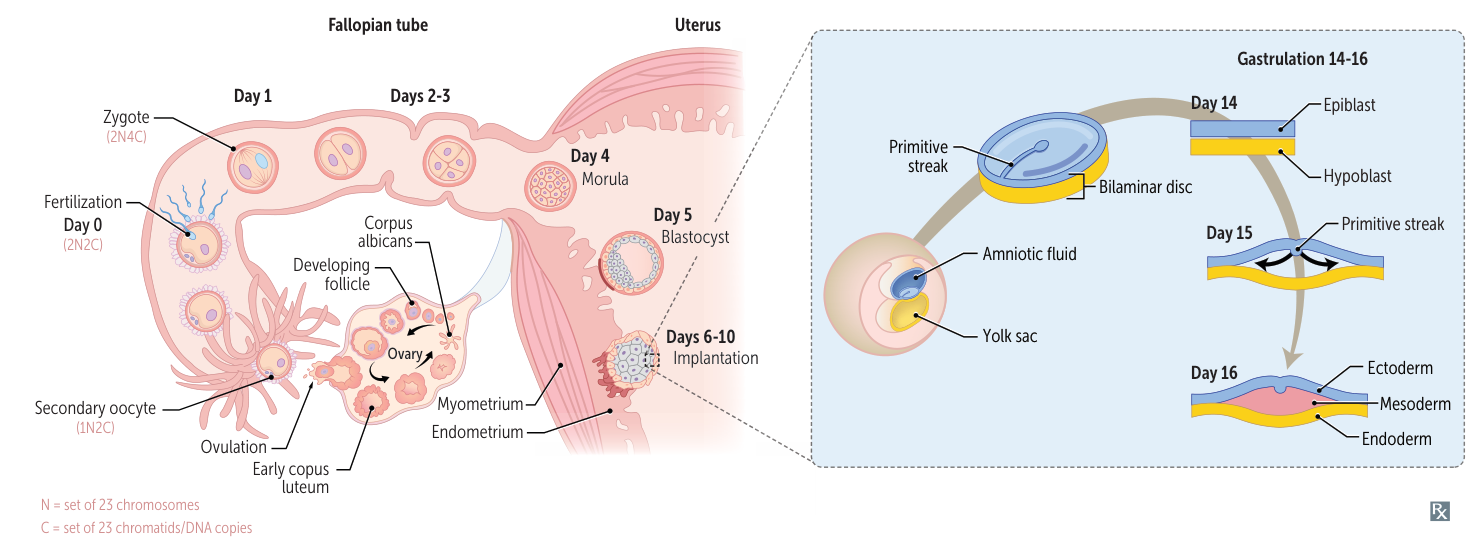 Fallopian tube
Uterus
Day 1
Days 2-3
Zygote
(2N4C)
Fertilization
Day 0
(2N2C)
Day 4
Morula
Day 5
Blastocyst
Days 6-10
Implantation
Corpus
albicans
Developing
follicle
Ovary
Secondary oocyte
(1N2C)
Ovulation
Early copus
luteum
Myometrium
Endometrium
N = set of 23 chromosomes
C = set of 23 chromatids/DNA copies
Gastrulation 14-16
Primitive
streak
Bilaminar disc
Amniotic fluid
Yolk sac
Day 14
Epiblast
Hypoblast
Day 15
Primitive streak
Day 16
Ectoderm
Mesoderm
Endoderm
Rx